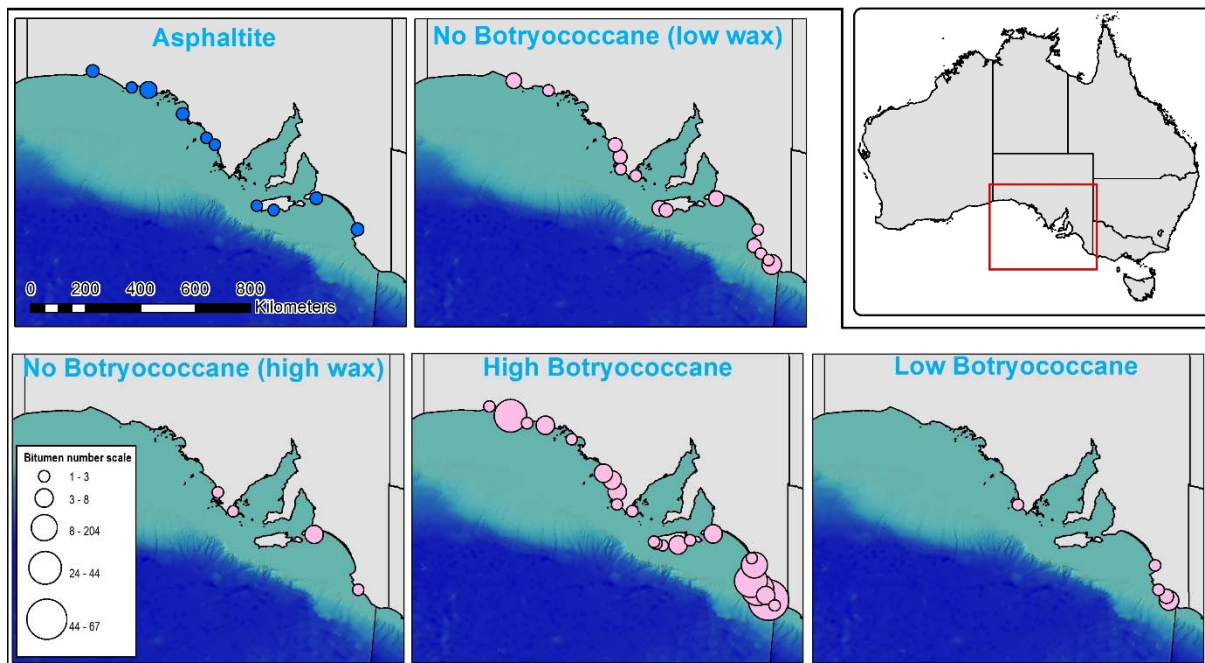 Asphaltite
No Botryococcane (low wax)
0 200 400 600 800
Kilometers
No Botryococcane (high wax)
High Botryococcane
Low Botryococcane
Bitumen number scale
1 - 3
3 - 8
8 - 204
24 - 44
44 - 67